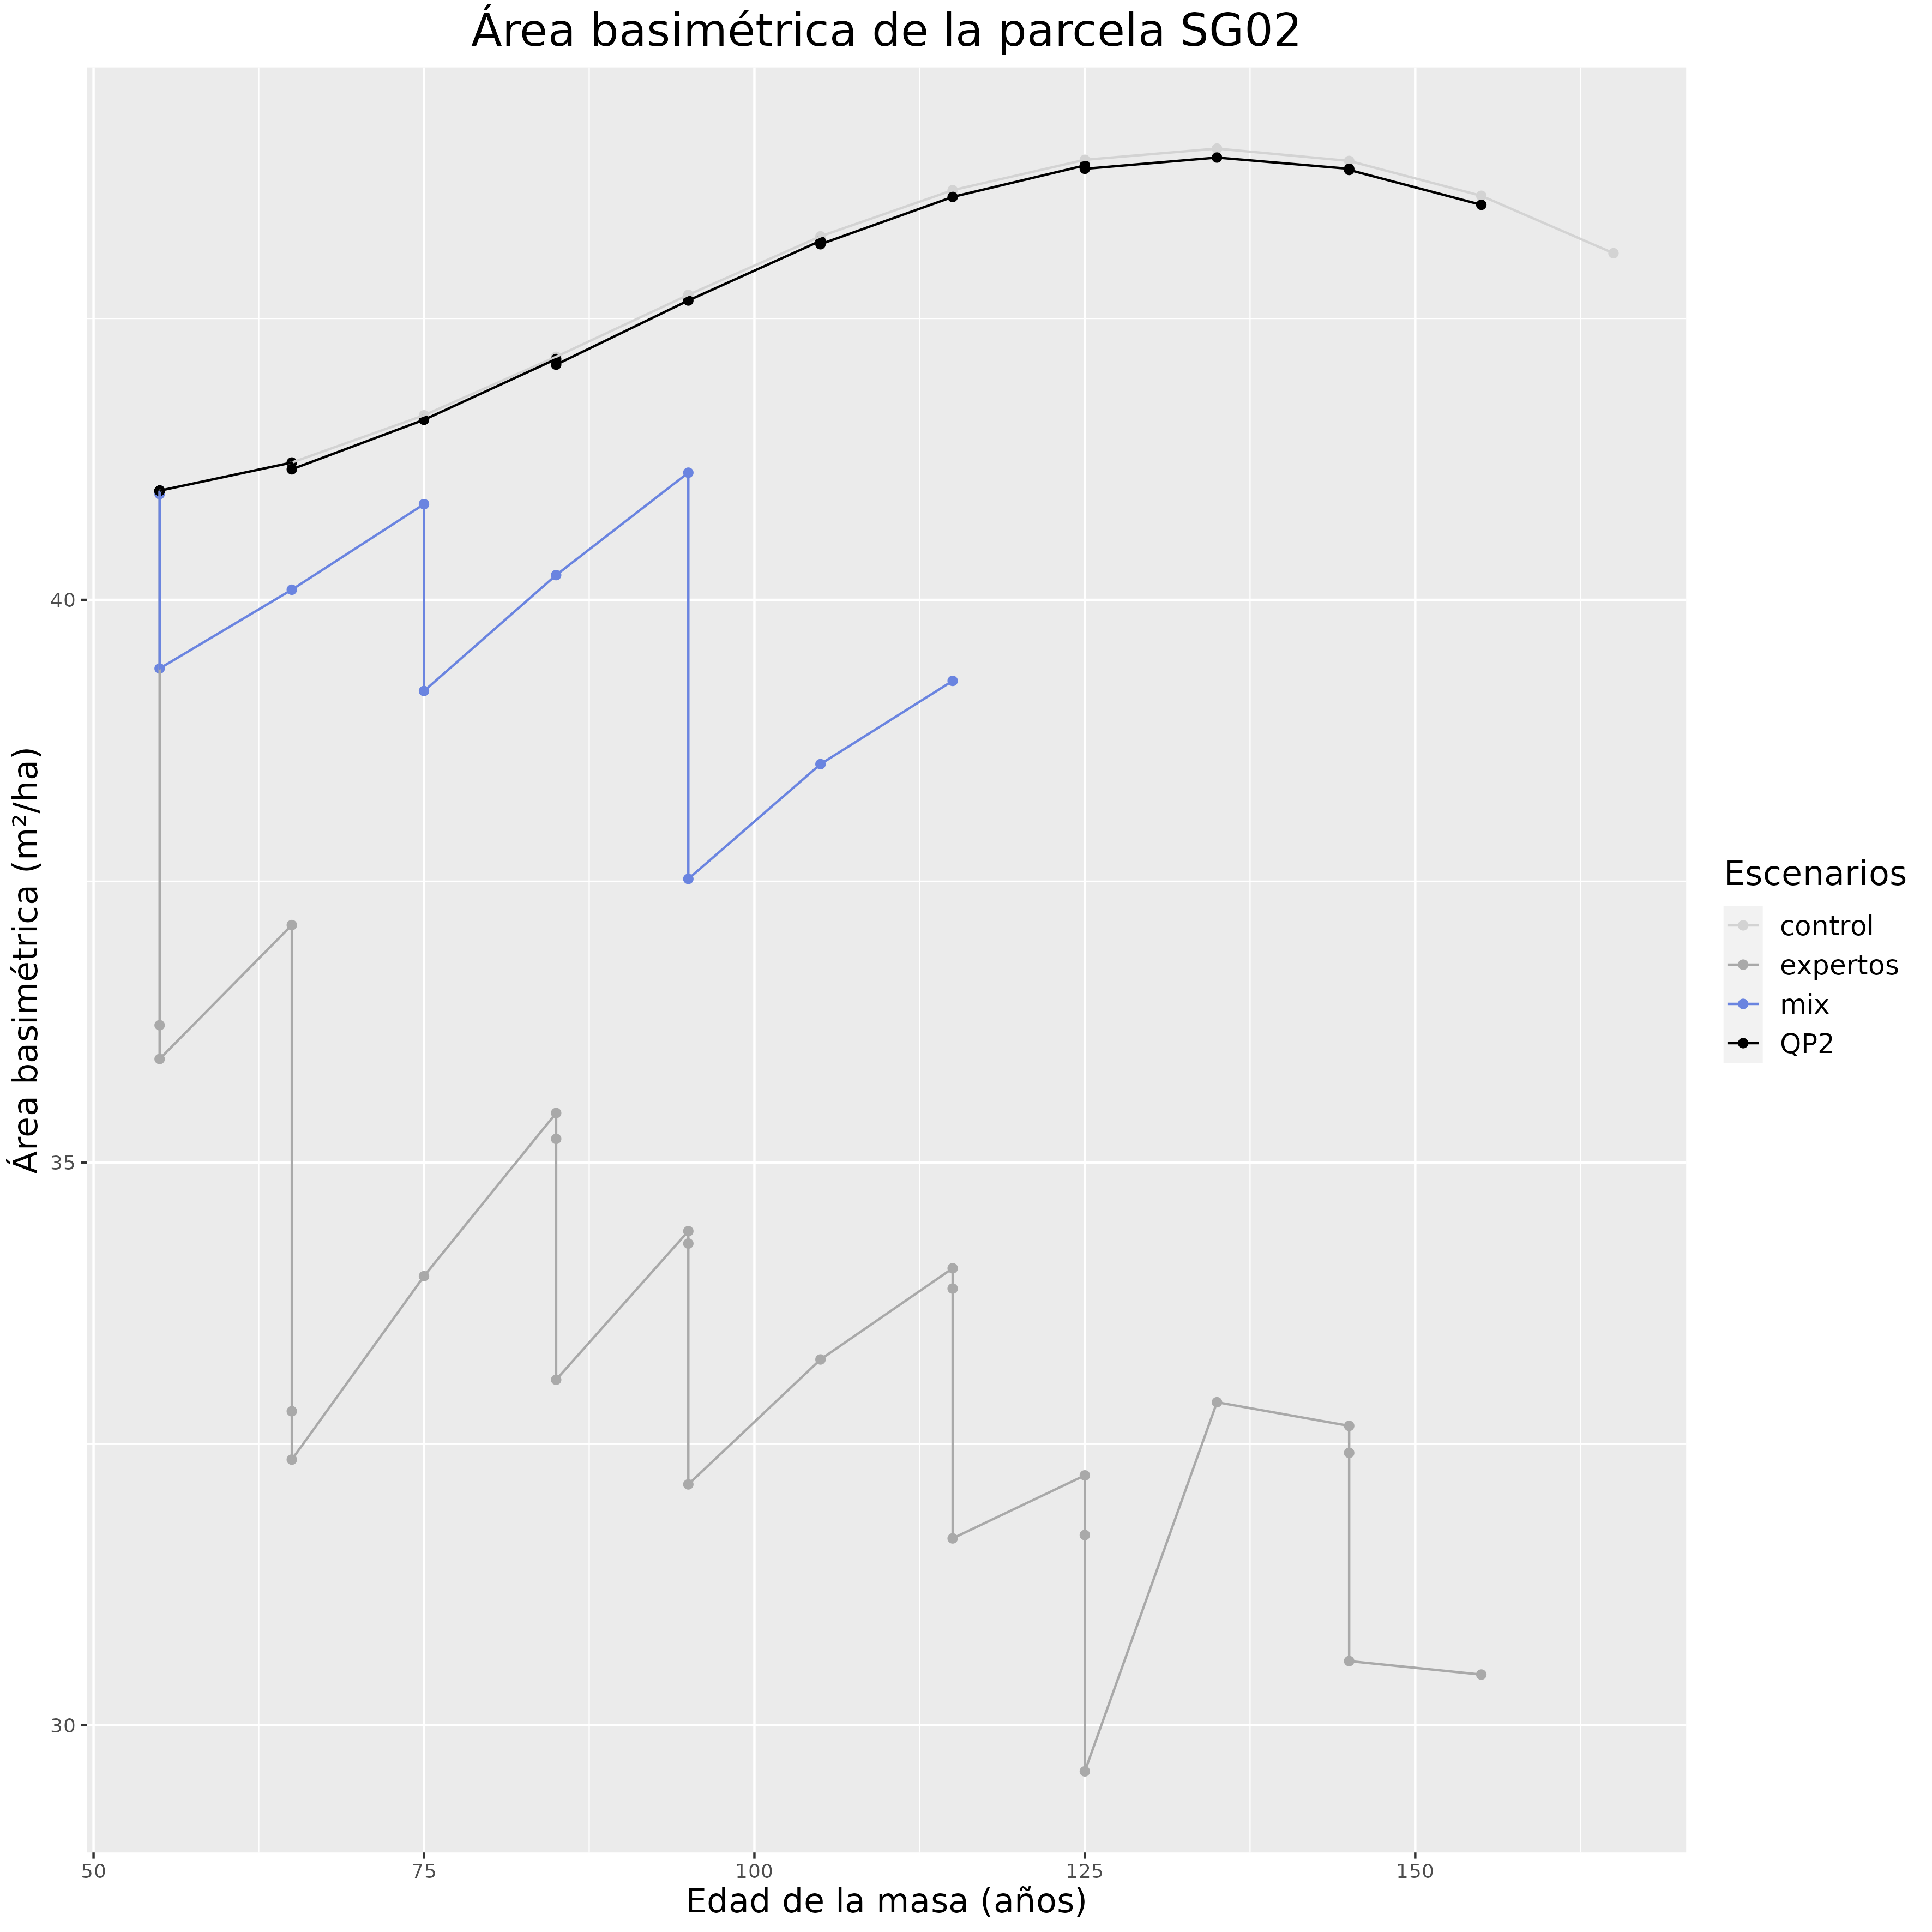 Área basimétrica de la parcela SG02
Área basimétrica (m²/ha)
40
35
30
50
75
100
125
150
Edad de la masa (años)
Escenarios
control
expertos
mix
QP2